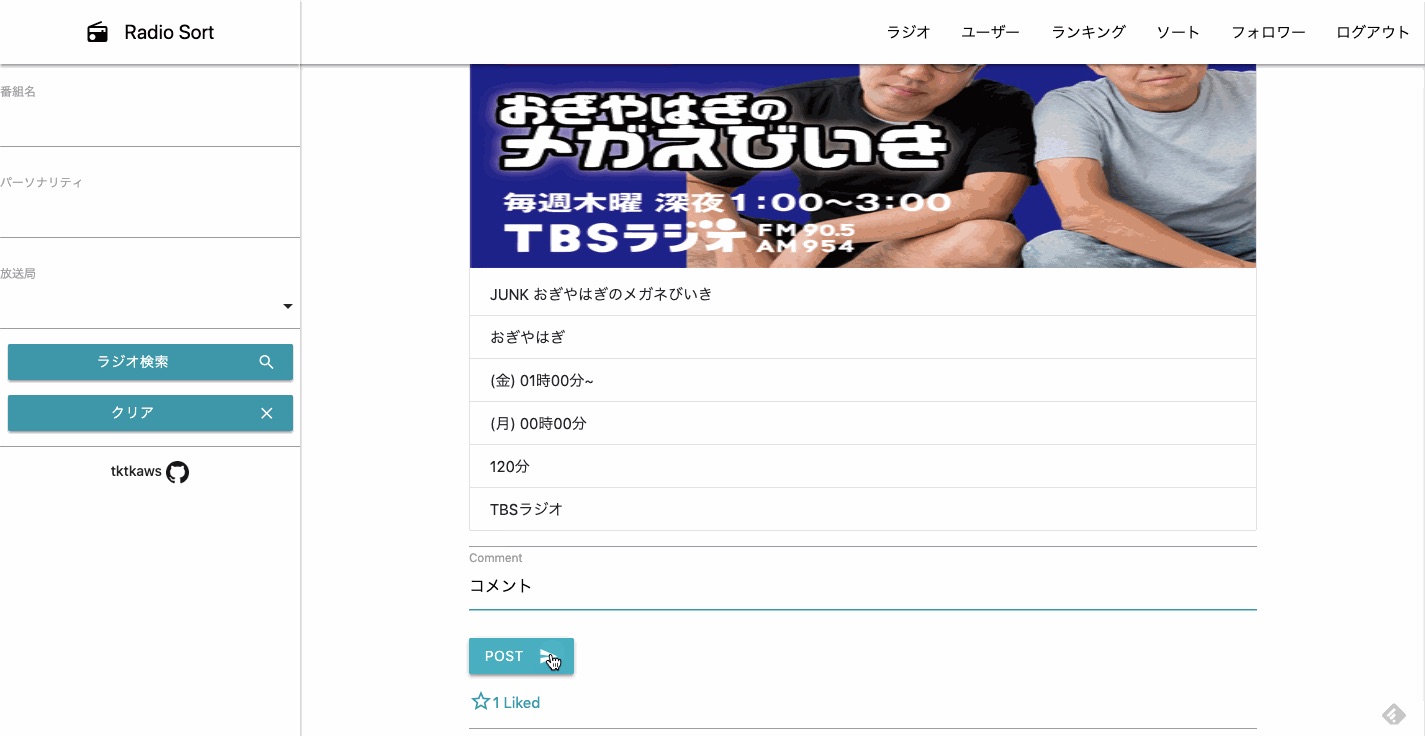 Radio Sort
ラジオ ユーザー ランキング ソート フォロワー ログアウト
番組名
パーソナリティ
放送局
ラジオ検索
クリア
tktkaws
おぎやはぎの
メガネびいき
毎週木曜 深夜1:00〜3:00
TBSラジオ FM 90.5
AM 954
JUNK おぎやはぎのメガネびいき
おぎやはぎ
(金) 01時00分~
(月) 00時00分
120分
TBSラジオ
Comment
コメント
POST
1 Liked